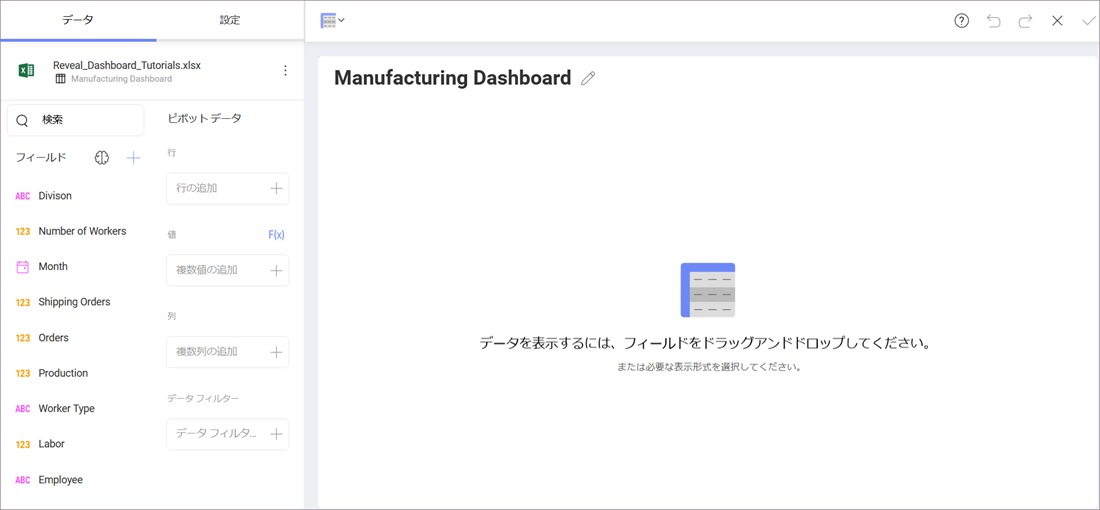 データ
設定
Reveal_Dashboard_Tutorials.xlsx
Manufacturing Dashboard
検索
フィールド
ABC Divison
123 Number of Workers
Month
123 Shipping Orders
123 Orders
123 Production
ABC Worker Type
123 Labor
ABC Employee
ピボット データ
行
行の追加
値 F(x)
複数値の追加
列
複数列の追加
データ フィルター
データ フィルタ...
Manufacturing Dashboard
データを表示するには、フィールドをドラッグアンドドロップしてください。
または必要な表示形式を選択してください。